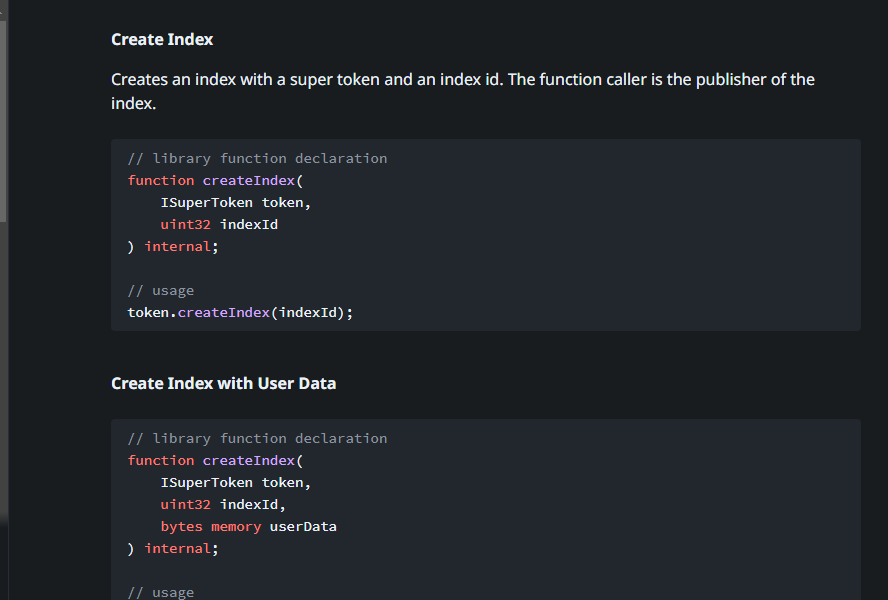 Create Index
Creates an index with a super token and an index id. The function caller is the publisher of the
index.
// library function declaration
function createIndex(
    ISuperToken token,
    uint32 indexId
) internal;
// usage
token.createIndex(indexId);
Create Index with User Data
// library function declaration
function createIndex(
    ISuperToken token,
    uint32 indexId,
    bytes memory userData
) internal;
// usage